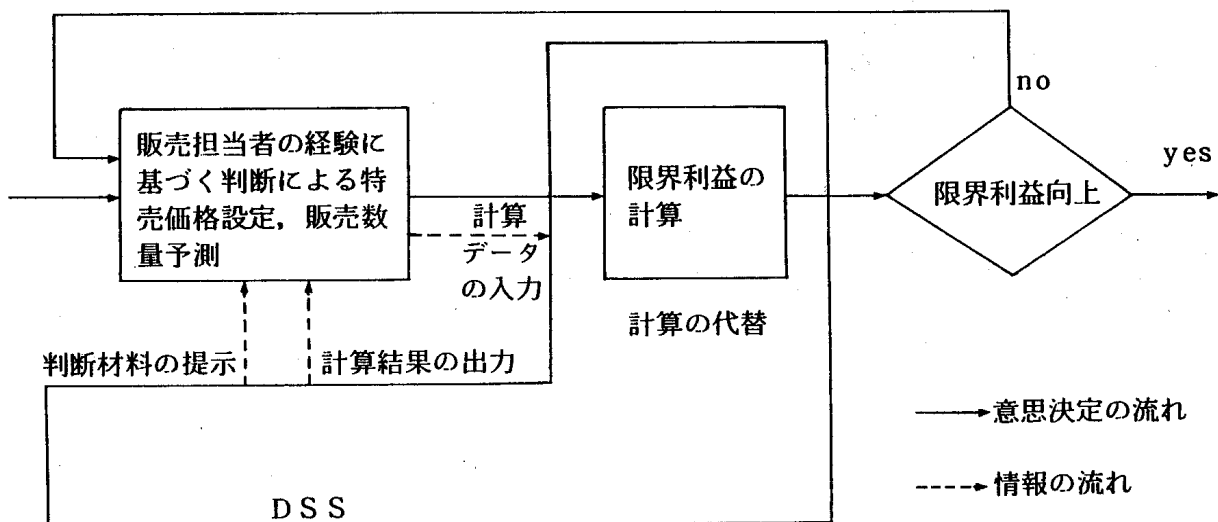 no
yes
販売担当者の経験に
基づく判断による特
売価格設定，販売数
量予測
計算
データ
の入力
限界利益の
計算
限界利益向上
計算の代替
判断材料の提示
計算結果の出力
意思決定の流れ
情報の流れ
DSS